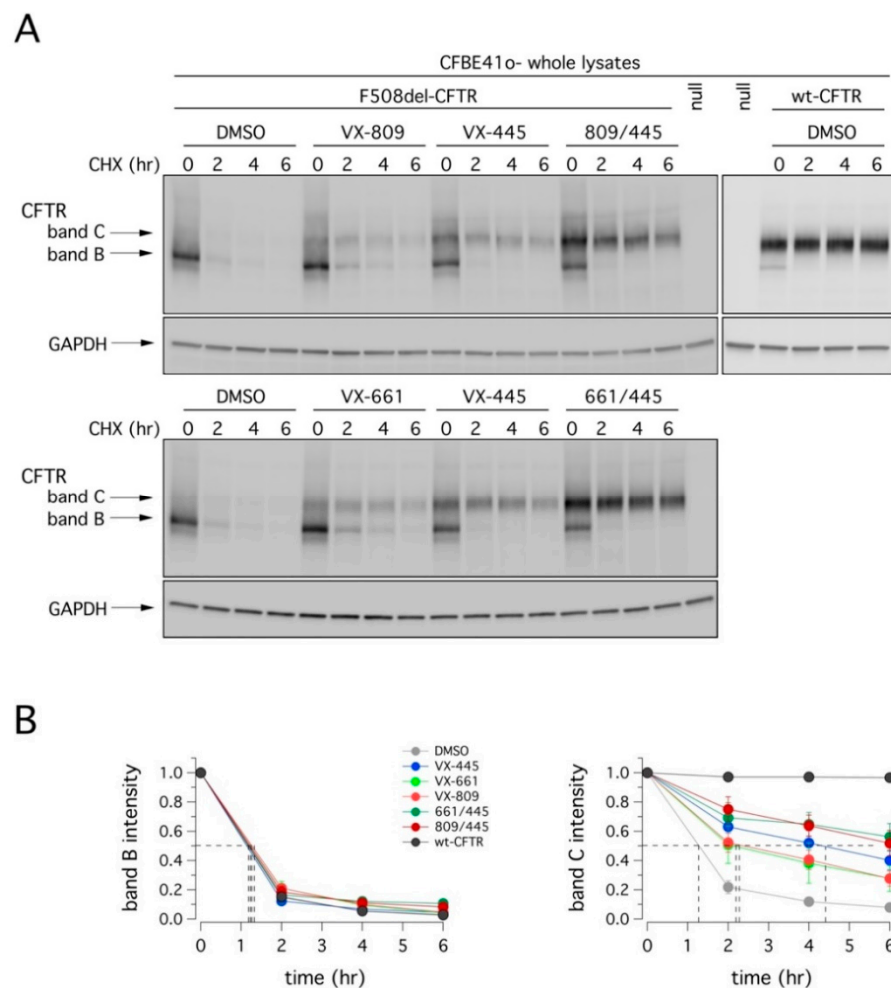 A
CFBE41o- whole lysates
F508del-CFTR null null wt-CFTR
DMSO VX-809 VX-445 809/445 DMSO
CHX (hr) 0 2 4 6 0 2 4 6 0 2 4 6 0 2 4 6 0 2 4 6
CFTR
band C
band B
GAPDH
DMSO VX-661 VX-445 661/445
CHX (hr) 0 2 4 6 0 2 4 6 0 2 4 6 0 2 4 6
CFTR
band C
band B
GAPDH
B
band B intensity
1.0
0.8
0.6
0.4
0.2
0.0
0 1 2 3 4 5 6
time (hr)
DMSO
VX-445
VX-661
VX-809
661/445
809/445
wt-CFTR
band C intensity
1.0
0.8
0.6
0.4
0.2
0.0
0 1 2 3 4 5 6
time (hr)